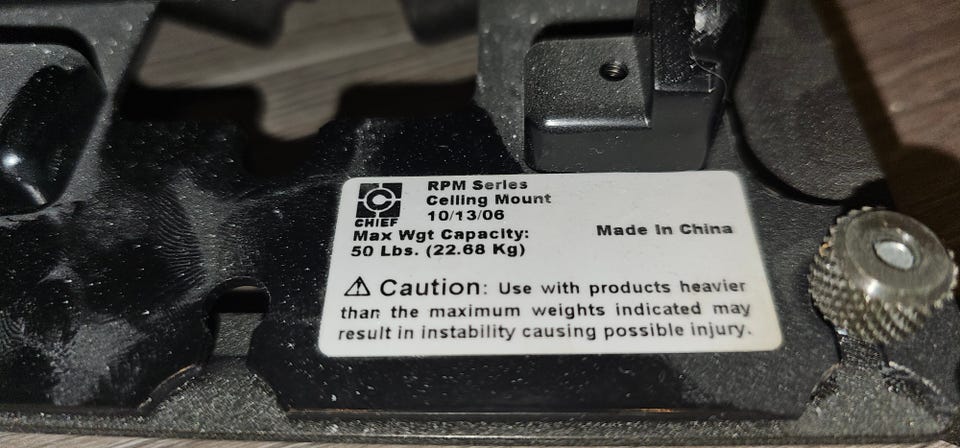 RPM Series
Ceiling Mount
10/13/06
CHIEF
Max Wgt Capacity:
50 Lbs. (22.68 Kg)
Made In China
⚠ Caution: Use with products heavier
than the maximum weights indicated may
result in instability causing possible injury.